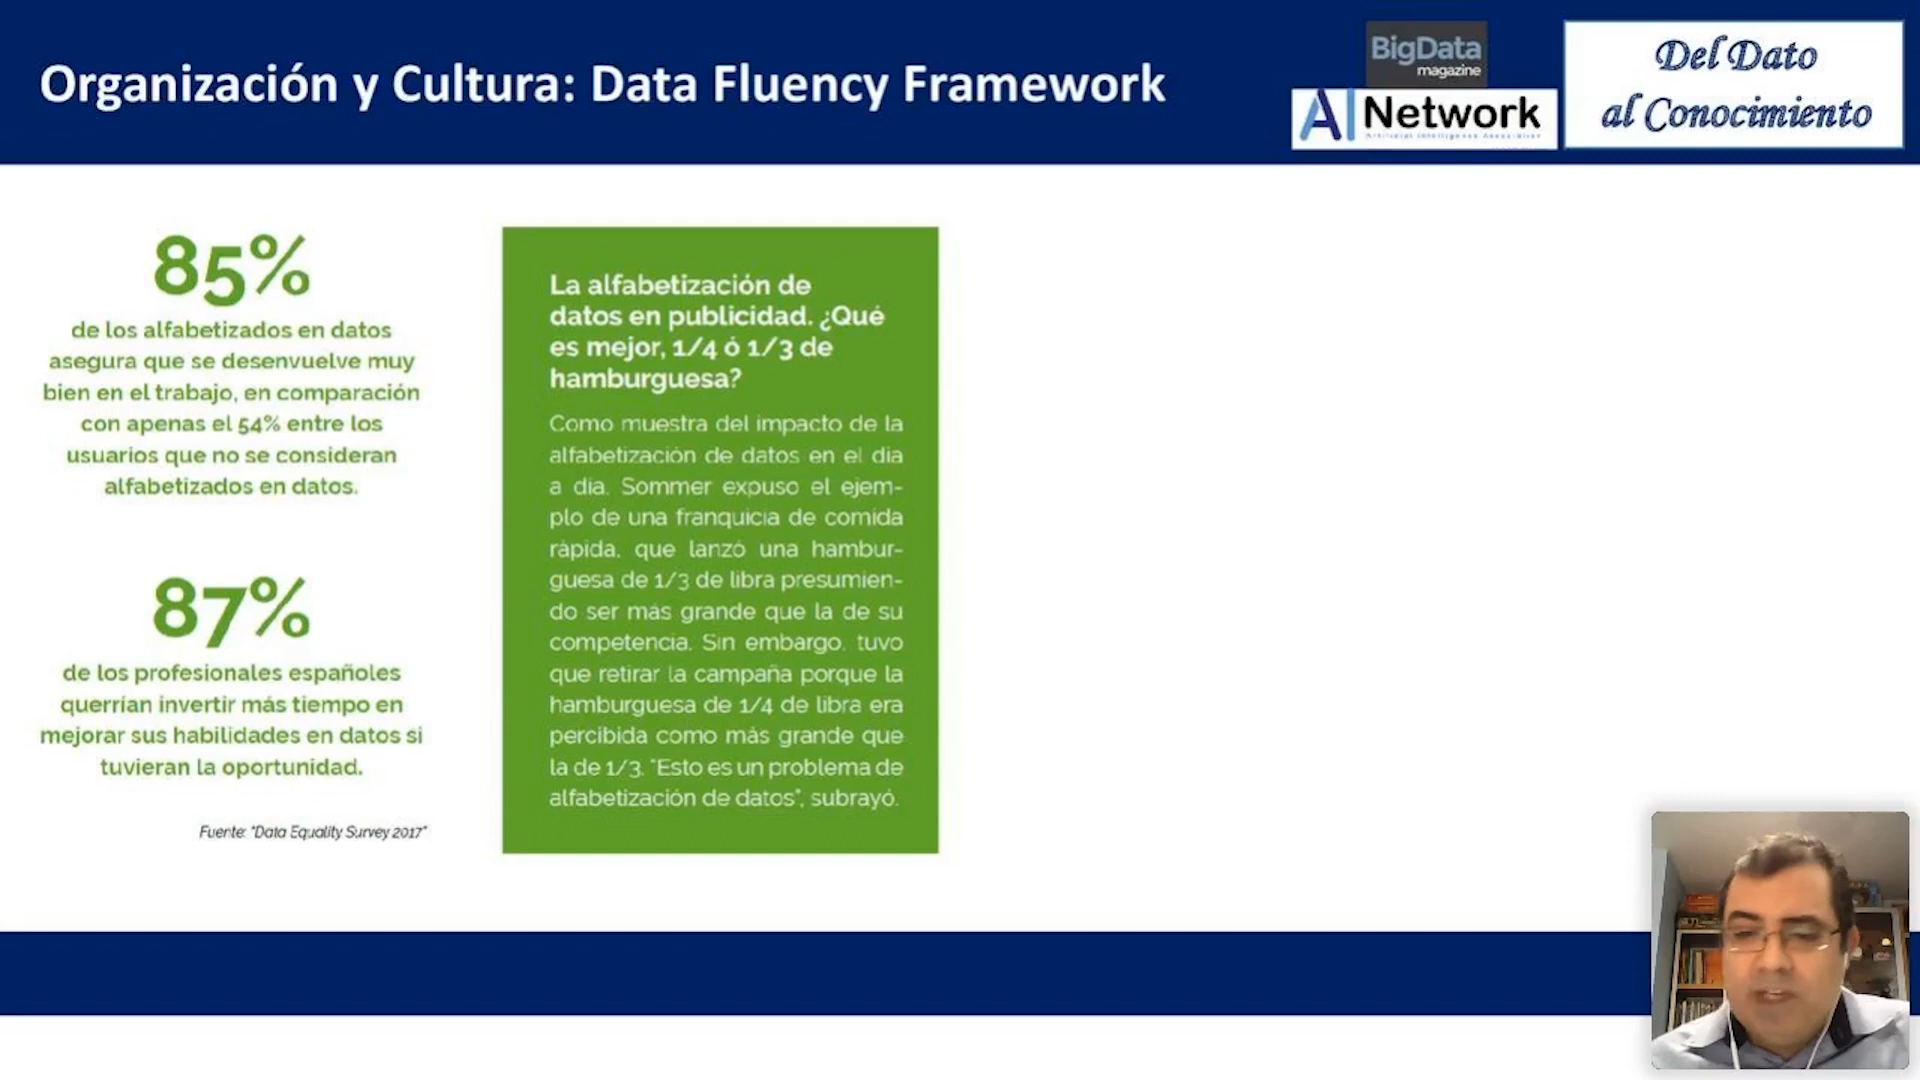 Organización y Cultura: Data Fluency Framework
BigData
magazine
AI Network
Artificial Intelligence Association
Del Dato
al Conocimiento
85%
de los alfabetizados en datos
asegura que se desenvuelve muy
bien en el trabajo, en comparación
con apenas el 54% entre los
usuarios que no se consideran
alfabetizados en datos.
87%
de los profesionales españoles
querrían invertir más tiempo en
mejorar sus habilidades en datos si
tuvieran la oportunidad.
Fuente: "Data Equality Survey 2017"
La alfabetización de
datos en publicidad. ¿Qué
es mejor, 1/4 ó 1/3 de
hamburguesa?
Como muestra del impacto de la
alfabetización de datos en el día
a día, Sommer expuso el ejem-
plo de una franquicia de comida
rápida, que lanzó una hambur-
guesa de 1/3 de libra presumien-
do ser más grande que la de su
competencia. Sin embargo, tuvo
que retirar la campaña porque la
hamburguesa de 1/4 de libra era
percibida como más grande que
la de 1/3. "Esto es un problema de
alfabetización de datos", subrayó.